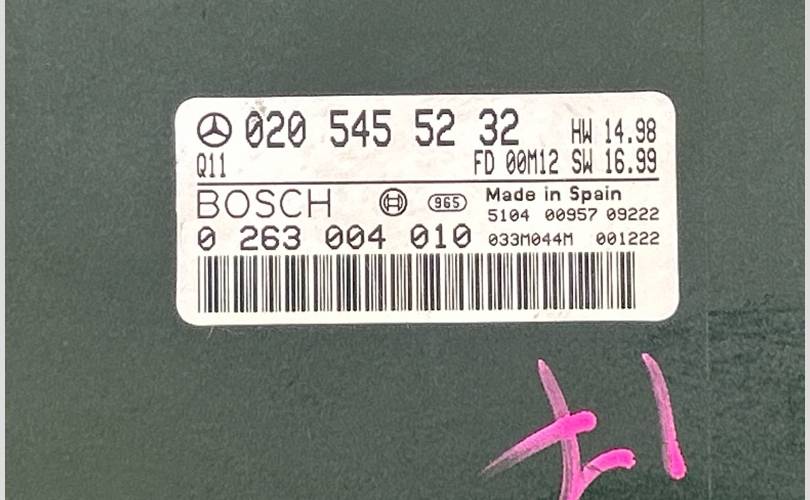 020 545 52 32 HW 14.98
Q11 FD 00M12 SW 16.99
BOSCH 965 Made in Spain
5104 00957 09222
0 263 004 010 033M044M 001222